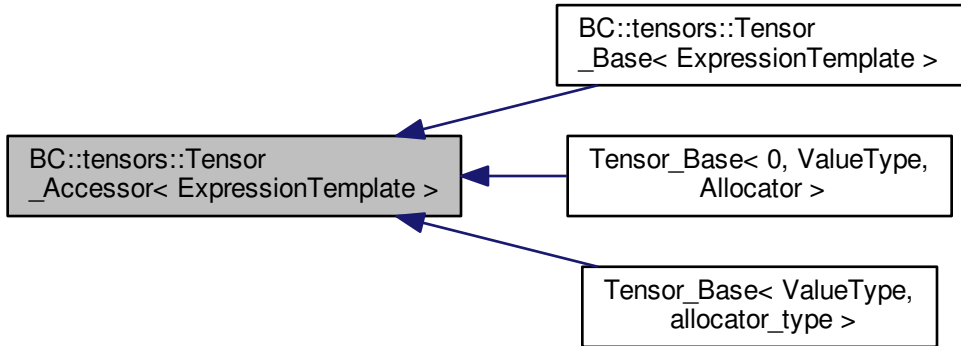 BC::tensors::Tensor
_Base< ExpressionTemplate >
BC::tensors::Tensor
_Accessor< ExpressionTemplate >
Tensor_Base< 0, ValueType,
Allocator >
Tensor_Base< ValueType,
allocator_type >